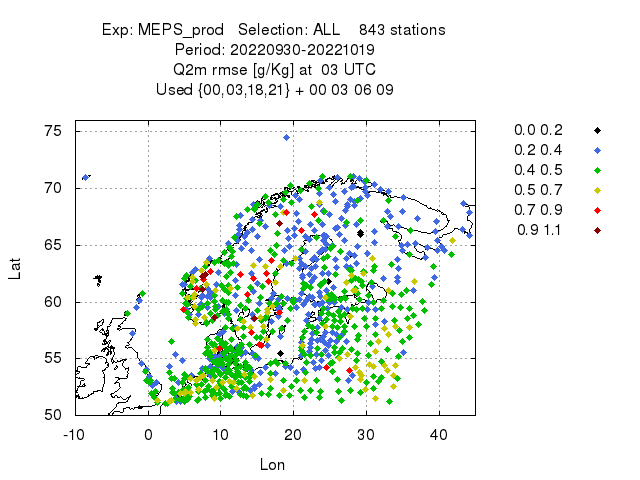 Exp: MEPS_prod   Selection: ALL    843 stations
Period: 20220930-20221019
Q2m rmse [g/Kg] at  03 UTC
Used {00,03,18,21} + 00 03 06 09
0.0 0.2
0.2 0.4
0.4 0.5
0.5 0.7
0.7 0.9
0.9 1.1
75
70
65
60
55
50
Lat
-10 0 10 20 30 40
Lon